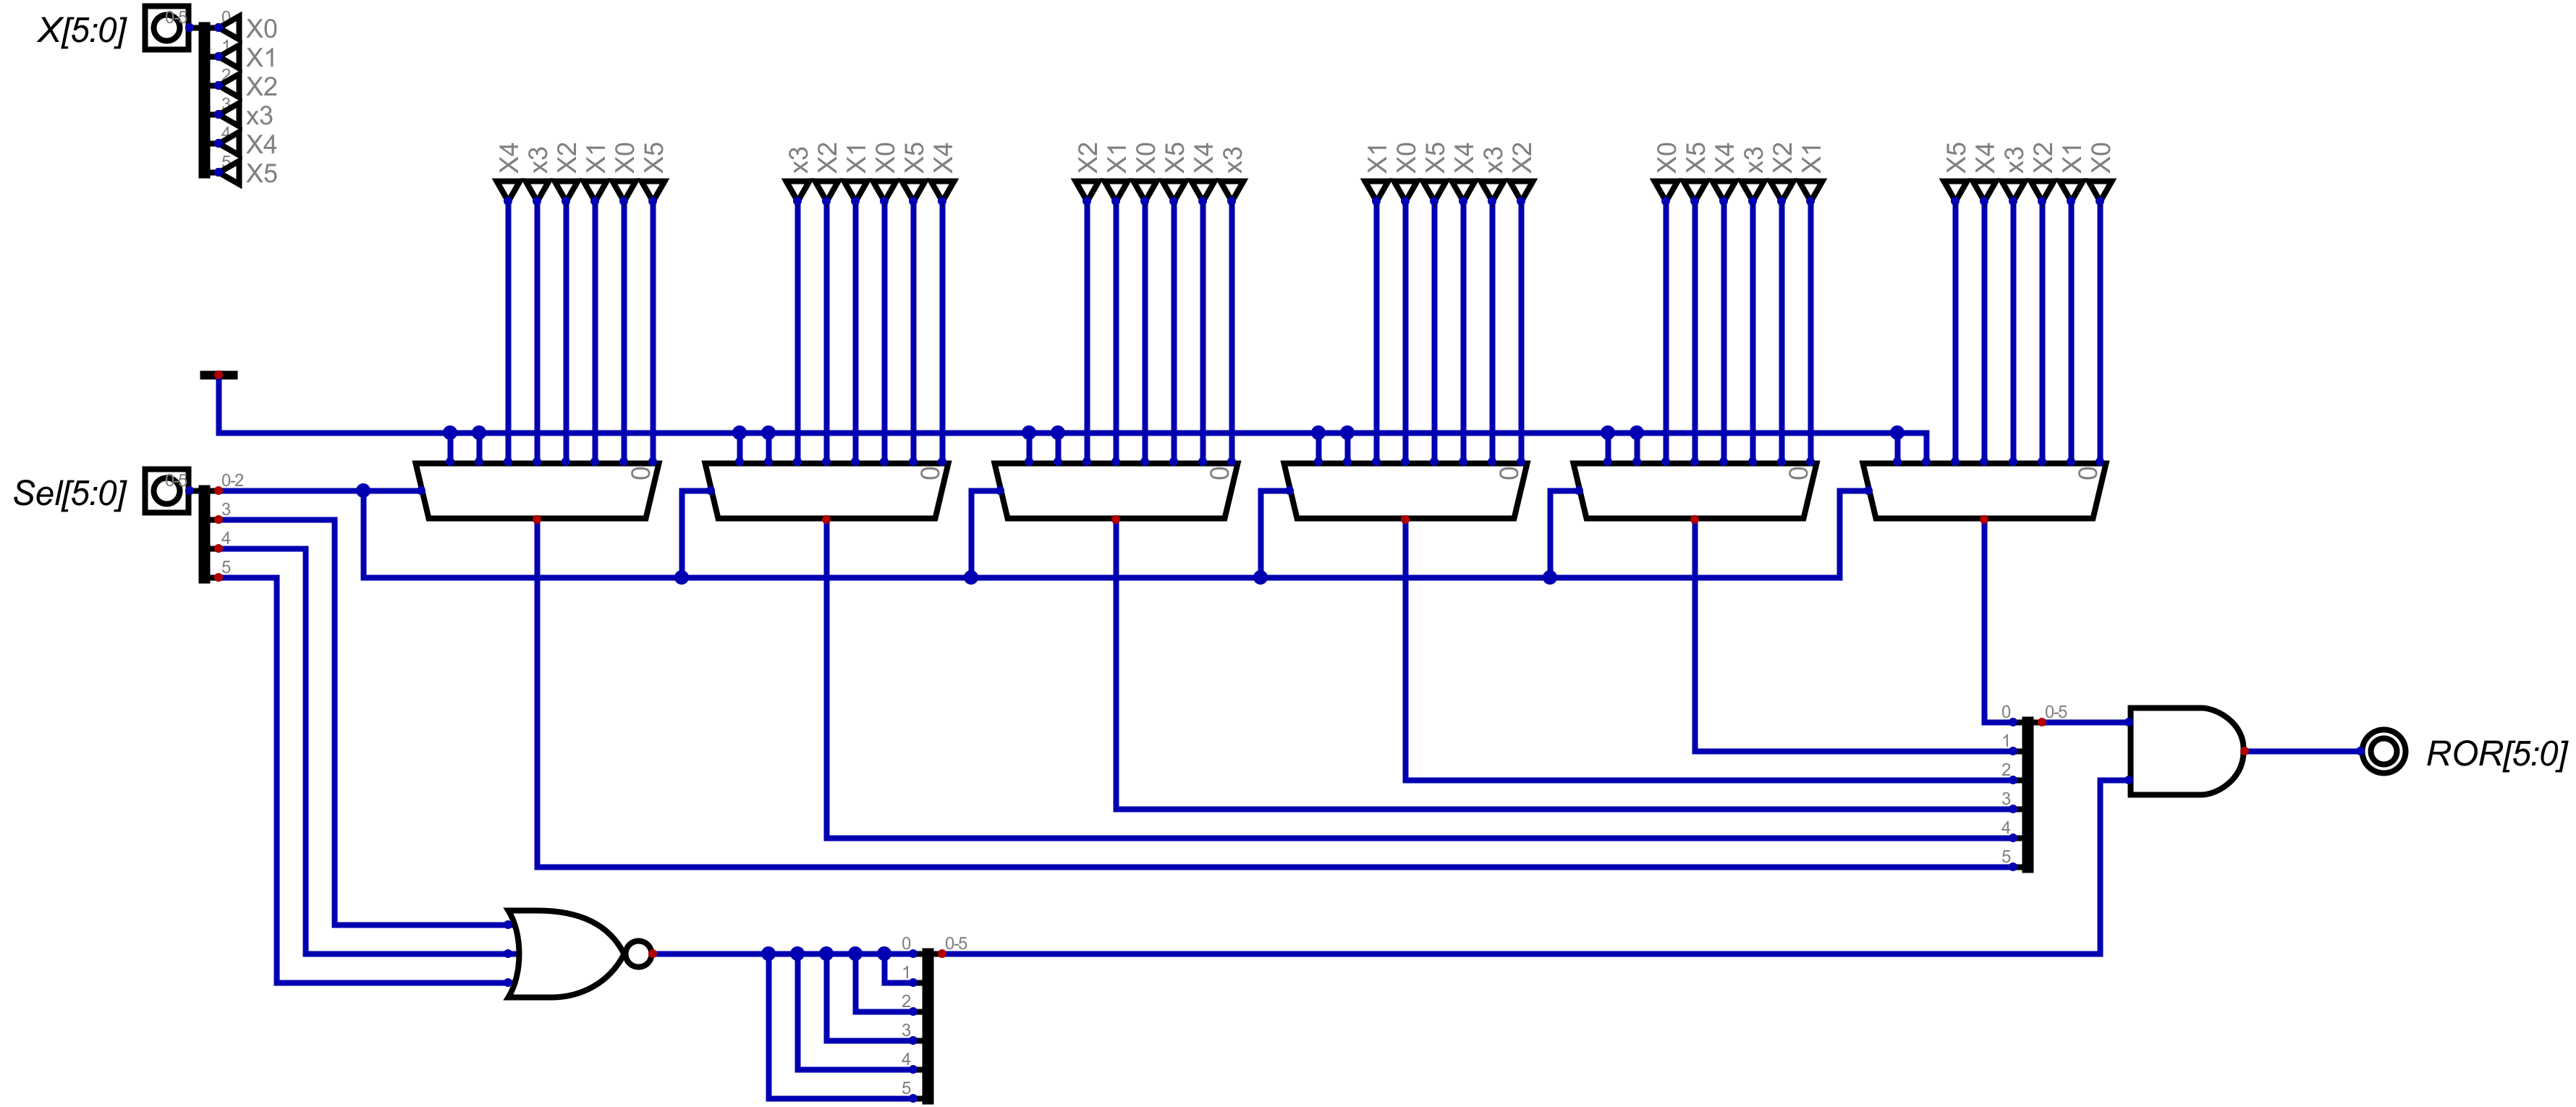 X[5:0]
0-5
0 X0
1 X1
2 X2
3 x3
4 X4
5 X5
X4 x3 X2 X1 X0 X5
x3 X2 X1 X0 X5 X4
X2 X1 X0 X5 X4 x3
X1 X0 X5 X4 x3 X2
X0 X5 X4 x3 X2 X1
X5 X4 x3 X2 X1 X0
0 0 0 0 0 0
Sel[5:0]
0-5
0-2
3
4
5
0 0-5
1
2
3
4
5
ROR[5:0]
0 0-5
1
2
3
4
5